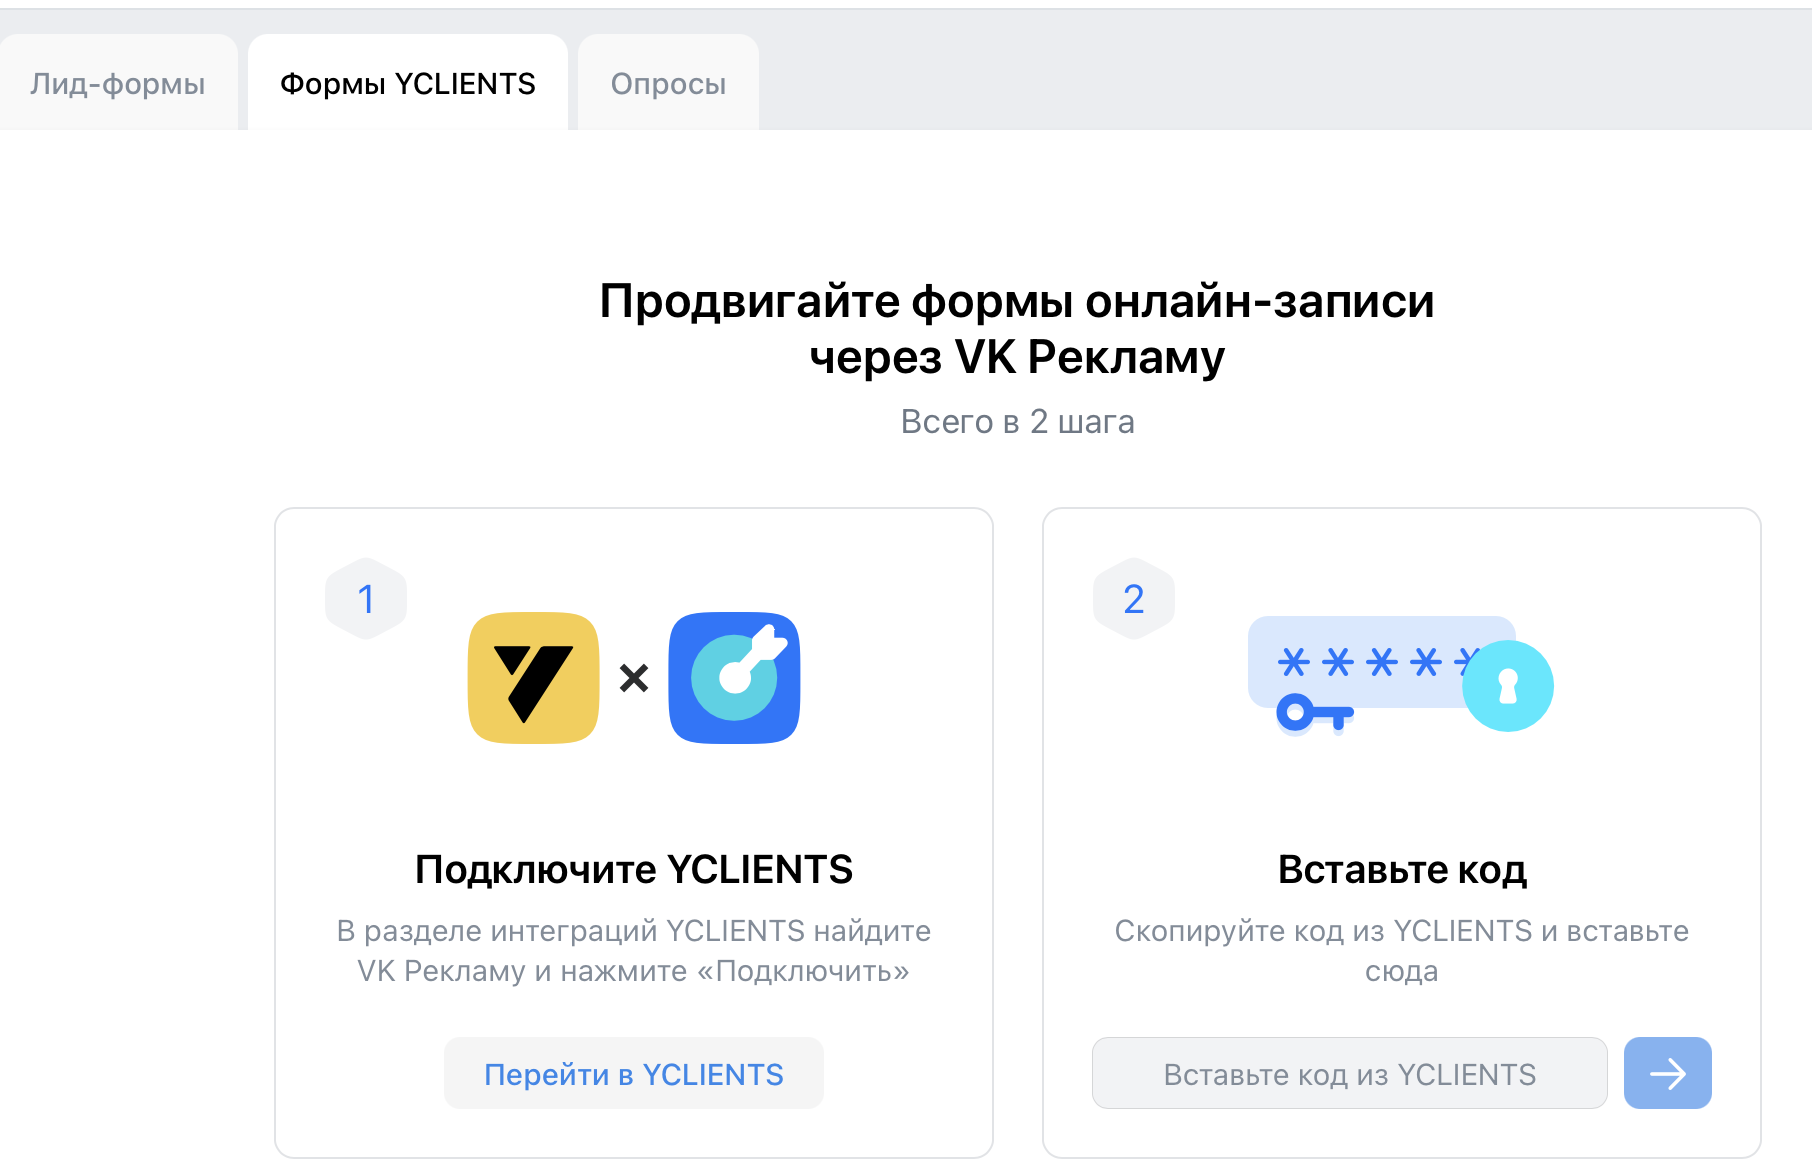 Лид-формы
Формы YCLIENTS
Опросы
Продвигайте формы онлайн-записи
через VK Рекламу
Всего в 2 шага
1
Подключите YCLIENTS
В разделе интеграций YCLIENTS найдите
VK Рекламу и нажмите «Подключить»
Перейти в YCLIENTS
2
Вставьте код
Скопируйте код из YCLIENTS и вставьте
сюда
Вставьте код из YCLIENTS